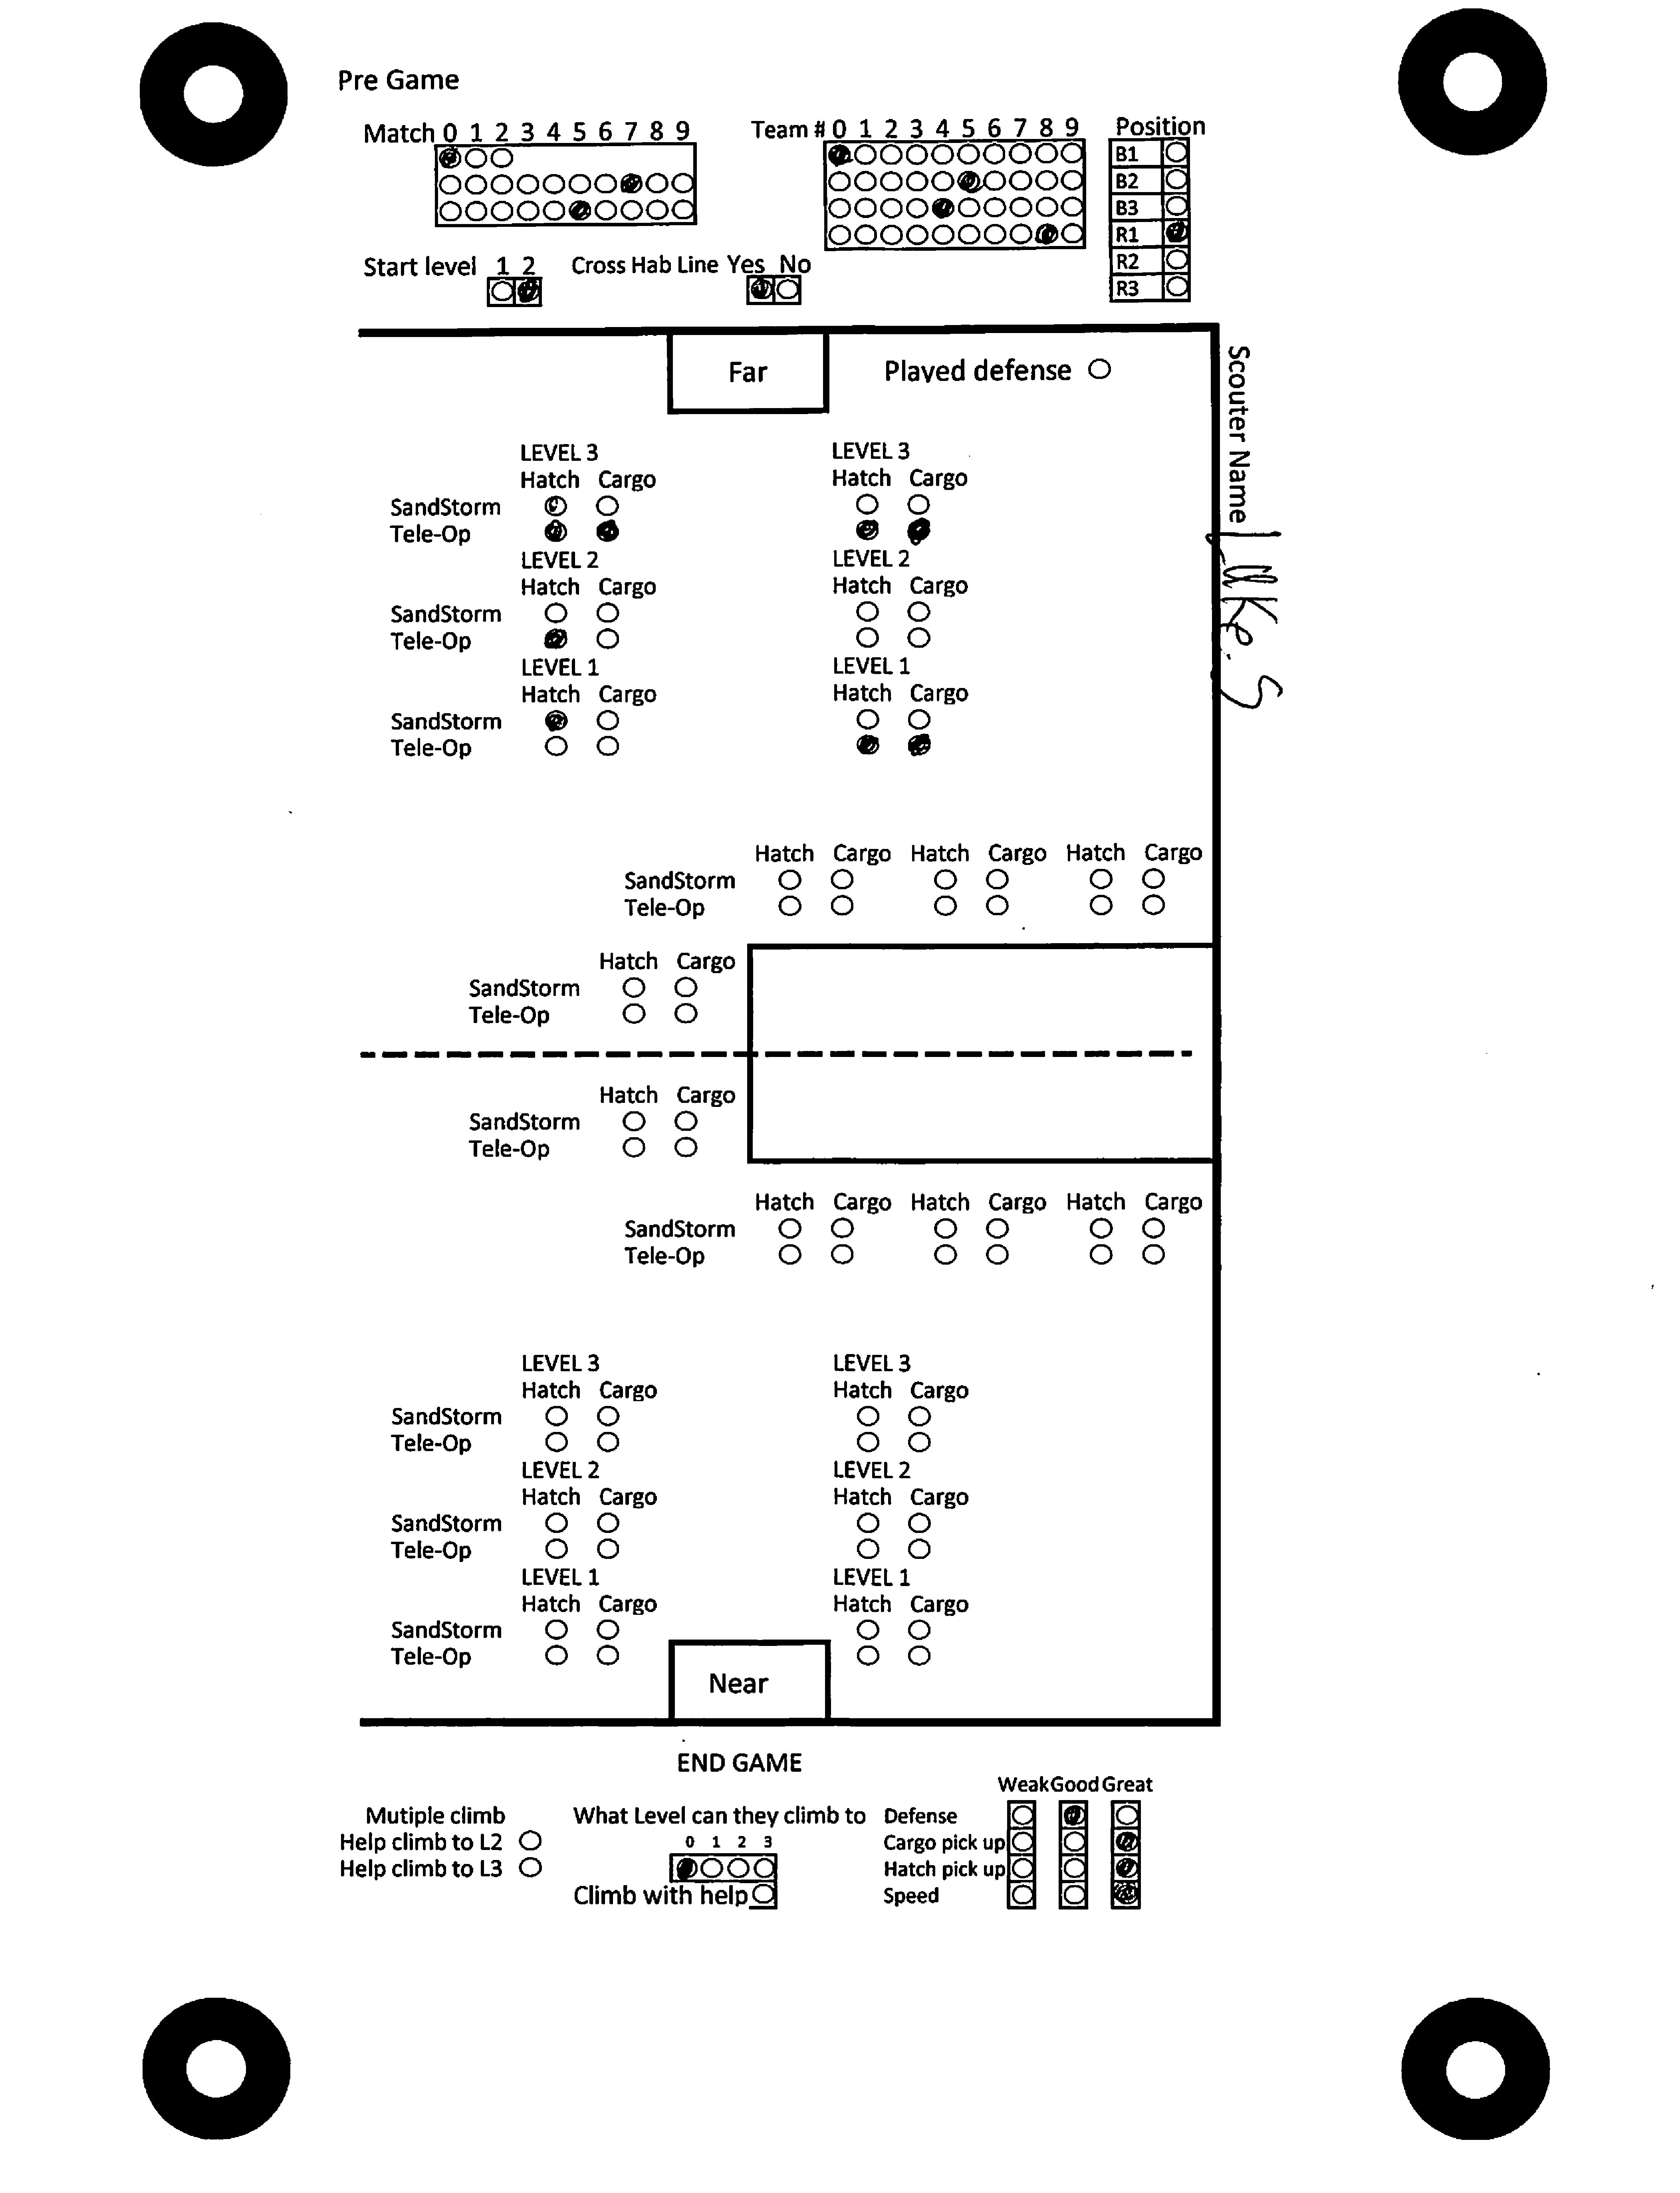 Pre Game
Match 0 1 2 3 4 5 6 7 8 9
Team # 0 1 2 3 4 5 6 7 8 9
Position
B1
B2
B3
R1
R2
R3
Start level 1 2
Cross Hab Line Yes No
Far
Played defense
Scouter Name Luke.S
LEVEL 3 LEVEL 3
Hatch Cargo Hatch Cargo
SandStorm
Tele-Op
LEVEL 2 LEVEL 2
Hatch Cargo Hatch Cargo
SandStorm
Tele-Op
LEVEL 1 LEVEL 1
Hatch Cargo Hatch Cargo
SandStorm
Tele-Op
Hatch Cargo Hatch Cargo Hatch Cargo
SandStorm
Tele-Op
Hatch Cargo
SandStorm
Tele-Op
Hatch Cargo
SandStorm
Tele-Op
Hatch Cargo Hatch Cargo Hatch Cargo
SandStorm
Tele-Op
LEVEL 3 LEVEL 3
Hatch Cargo Hatch Cargo
SandStorm
Tele-Op
LEVEL 2 LEVEL 2
Hatch Cargo Hatch Cargo
SandStorm
Tele-Op
LEVEL 1 LEVEL 1
Hatch Cargo Hatch Cargo
SandStorm
Tele-Op
Near
END GAME
Mutiple climb
Help climb to L2
Help climb to L3
What Level can they climb to
0 1 2 3
Climb with help
Weak Good Great
Defense
Cargo pick up
Hatch pick up
Speed